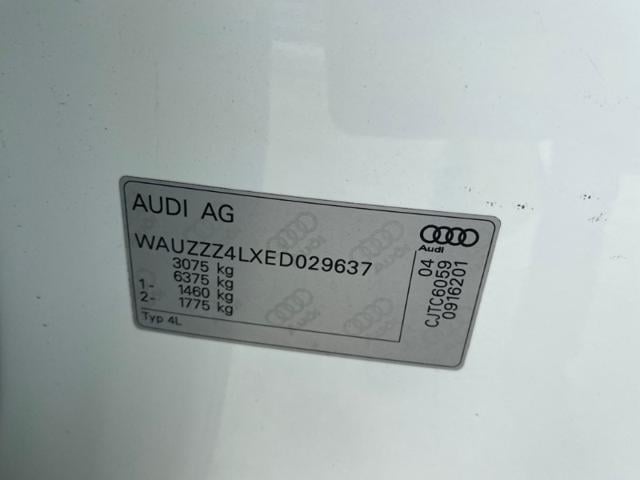 AUDI AG
WAUZZZ4LXED029637
3075 kg
6375 kg
1- 1460 kg
2- 1775 kg
Typ 4L
Audi
04
CJTC6059
0916201